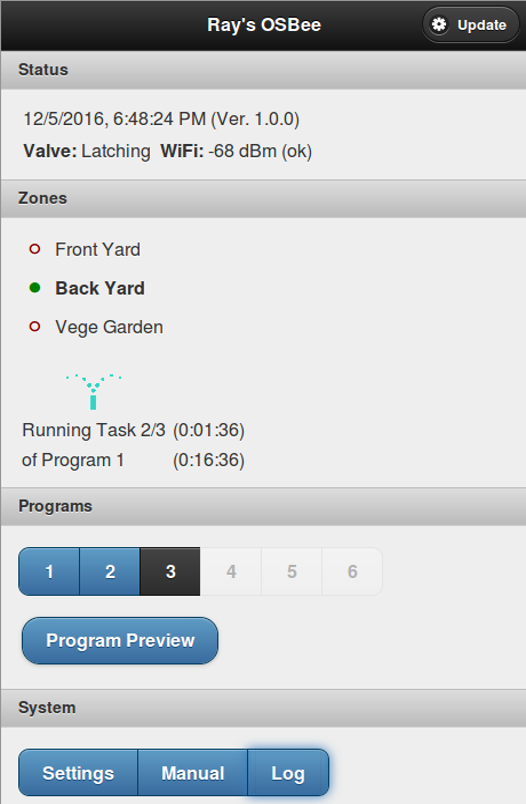 Ray's OSBee
Update
Status
12/5/2016, 6:48:24 PM (Ver. 1.0.0)
Valve: Latching WiFi: -68 dBm (ok)
Zones
Front Yard
Back Yard
Vege Garden
Running Task 2/3 (0:01:36)
of Program 1 (0:16:36)
Programs
1 2 3 4 5 6
Program Preview
System
Settings Manual Log